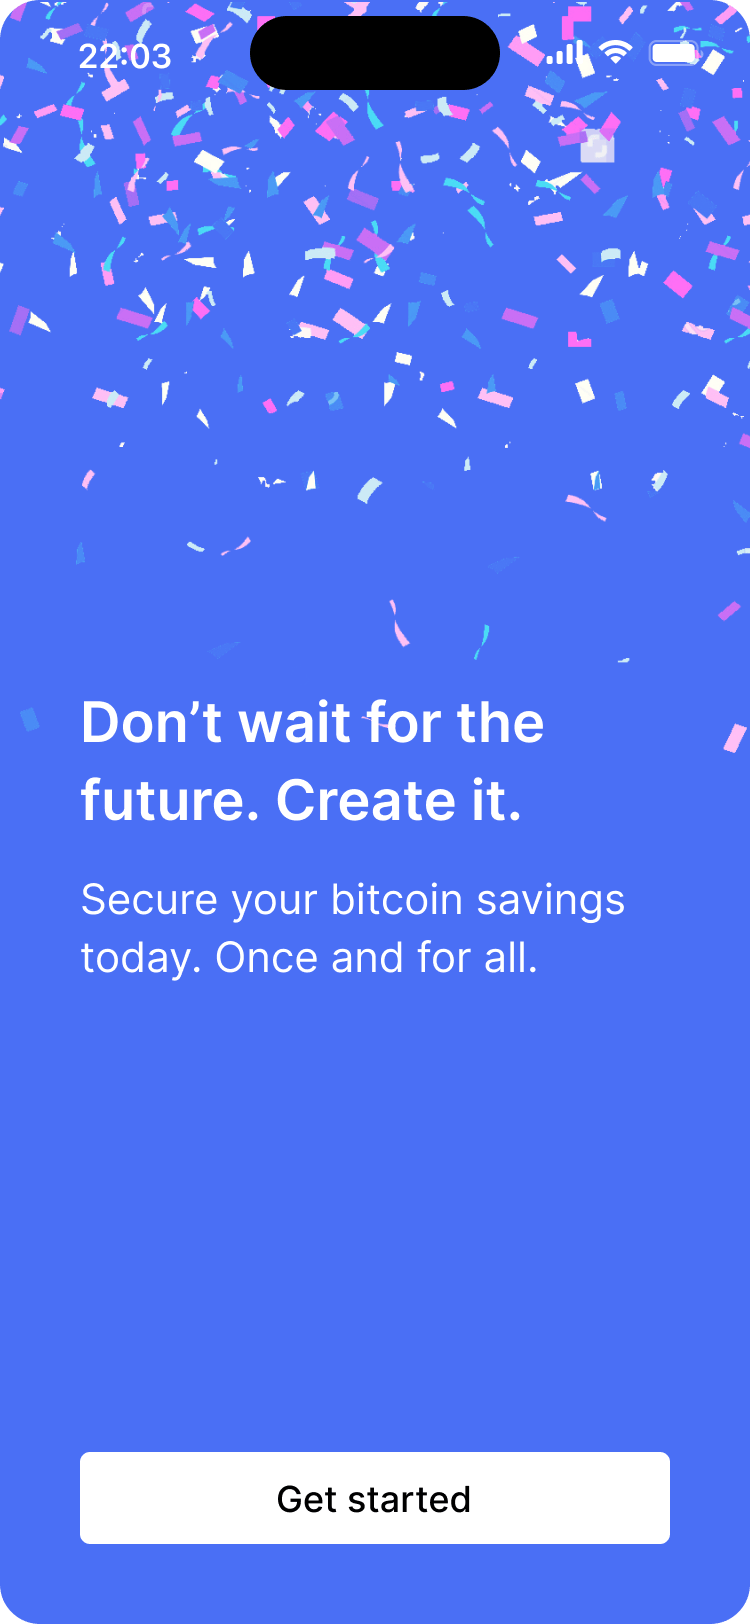 22:03
Don’t wait for the
future. Create it.
Secure your bitcoin savings
today. Once and for all.
Get started